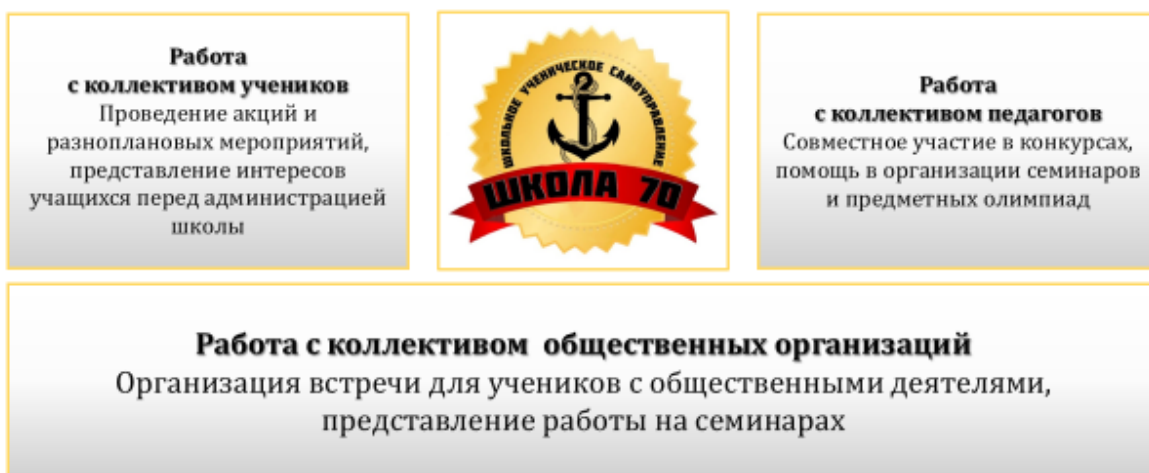 Работа
с коллективом учеников
Проведение акций и
разноплановых мероприятий,
представление интересов
учащихся перед администрацией
школы
ШКОЛЬНОЕ УЧЕНИЧЕСКОЕ САМОУПРАВЛЕНИЕ
ШКОЛА 70
Работа
с коллективом педагогов
Совместное участие в конкурсах,
помощь в организации семинаров
и предметных олимпиад
Работа с коллективом общественных организаций
Организация встречи для учеников с общественными деятелями,
представление работы на семинарах